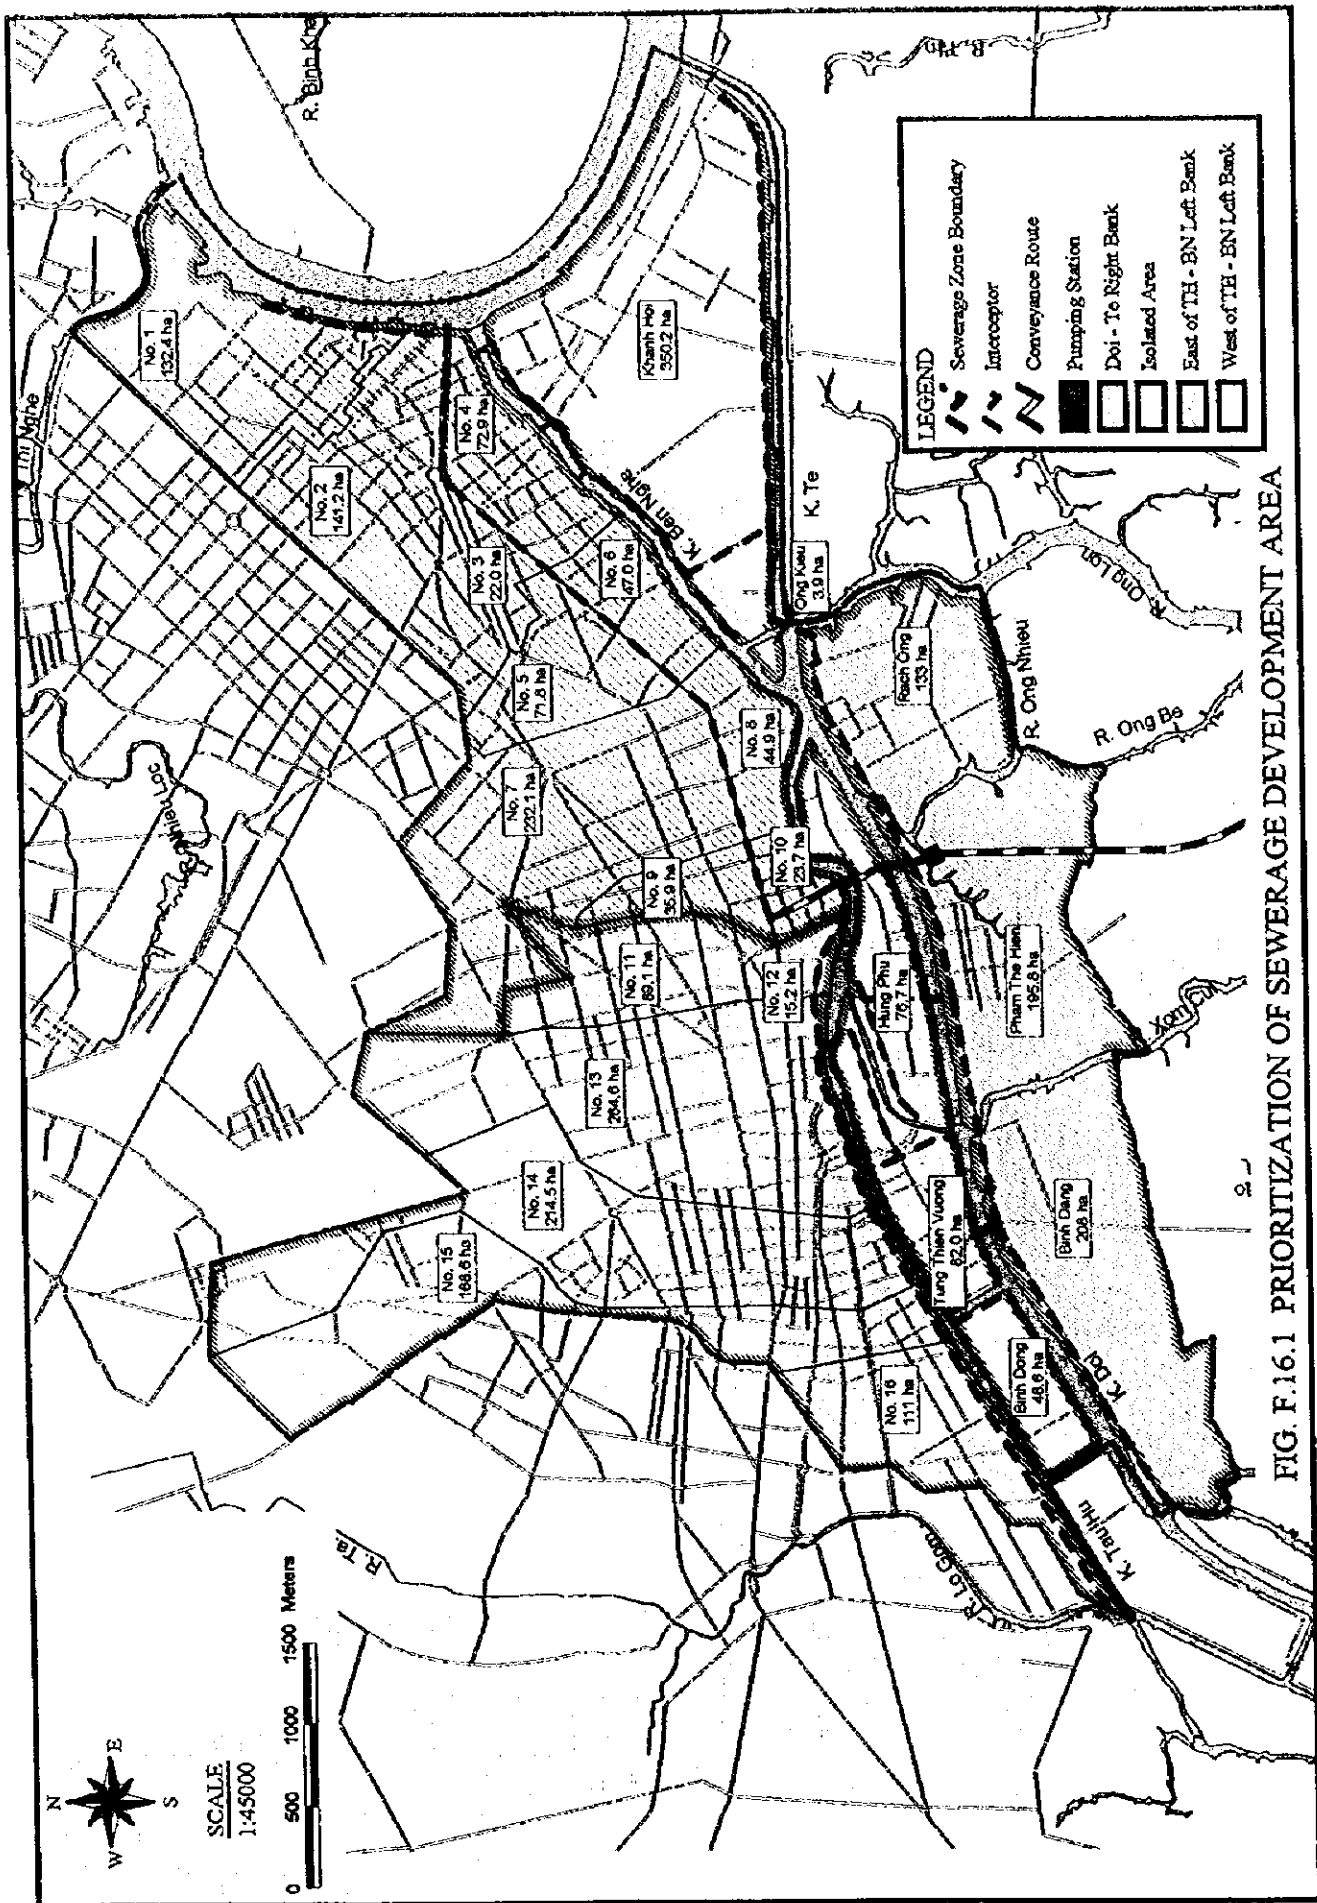 N
W
E
S
SCALE
1:45000
0 500 1000 1500 Meters
R. Binh Kha
Thi Nghe
Nhieu Loc
No. 1
132.4 ha
No. 2
141.2 ha
No. 3
22.0 ha
No. 4
72.9 ha
No. 5
71.8 ha
No. 6
47.0 ha
No. 7
232.1 ha
No. 8
44.9 ha
No. 9
35.9 ha
No. 10
23.7 ha
No. 11
89.1 ha
No. 12
15.2 ha
No. 13
264.6 ha
No. 14
214.5 ha
No. 15
168.6 ha
No. 16
111 ha
Khanh Hoi
350.2 ha
K. Ben Nghe
K. Te
Ong Kieu
3.9 ha
Rach Ong
133 ha
R. Ong Nhieu
R. Ong Lon
R. Ong Be
Hung Phu
76.7 ha
Pham The Hien
195.8 ha
Xom Cui
Tung Thien Vuong
62.0 ha
Binh Dang
208 ha
Binh Dong
46.6 ha
K. Doi
K. Tau Hu
R. Lo Gom
R. Ta
LEGEND
Sewerage Zone Boundary
Interceptor
Conveyance Route
Pumping Station
Doi - Te Right Bank
Isolated Area
East of TH - BN Left Bank
West of TH - BN Left Bank
FIG. F.16.1 PRIORITIZATION OF SEWERAGE DEVELOPMENT AREA